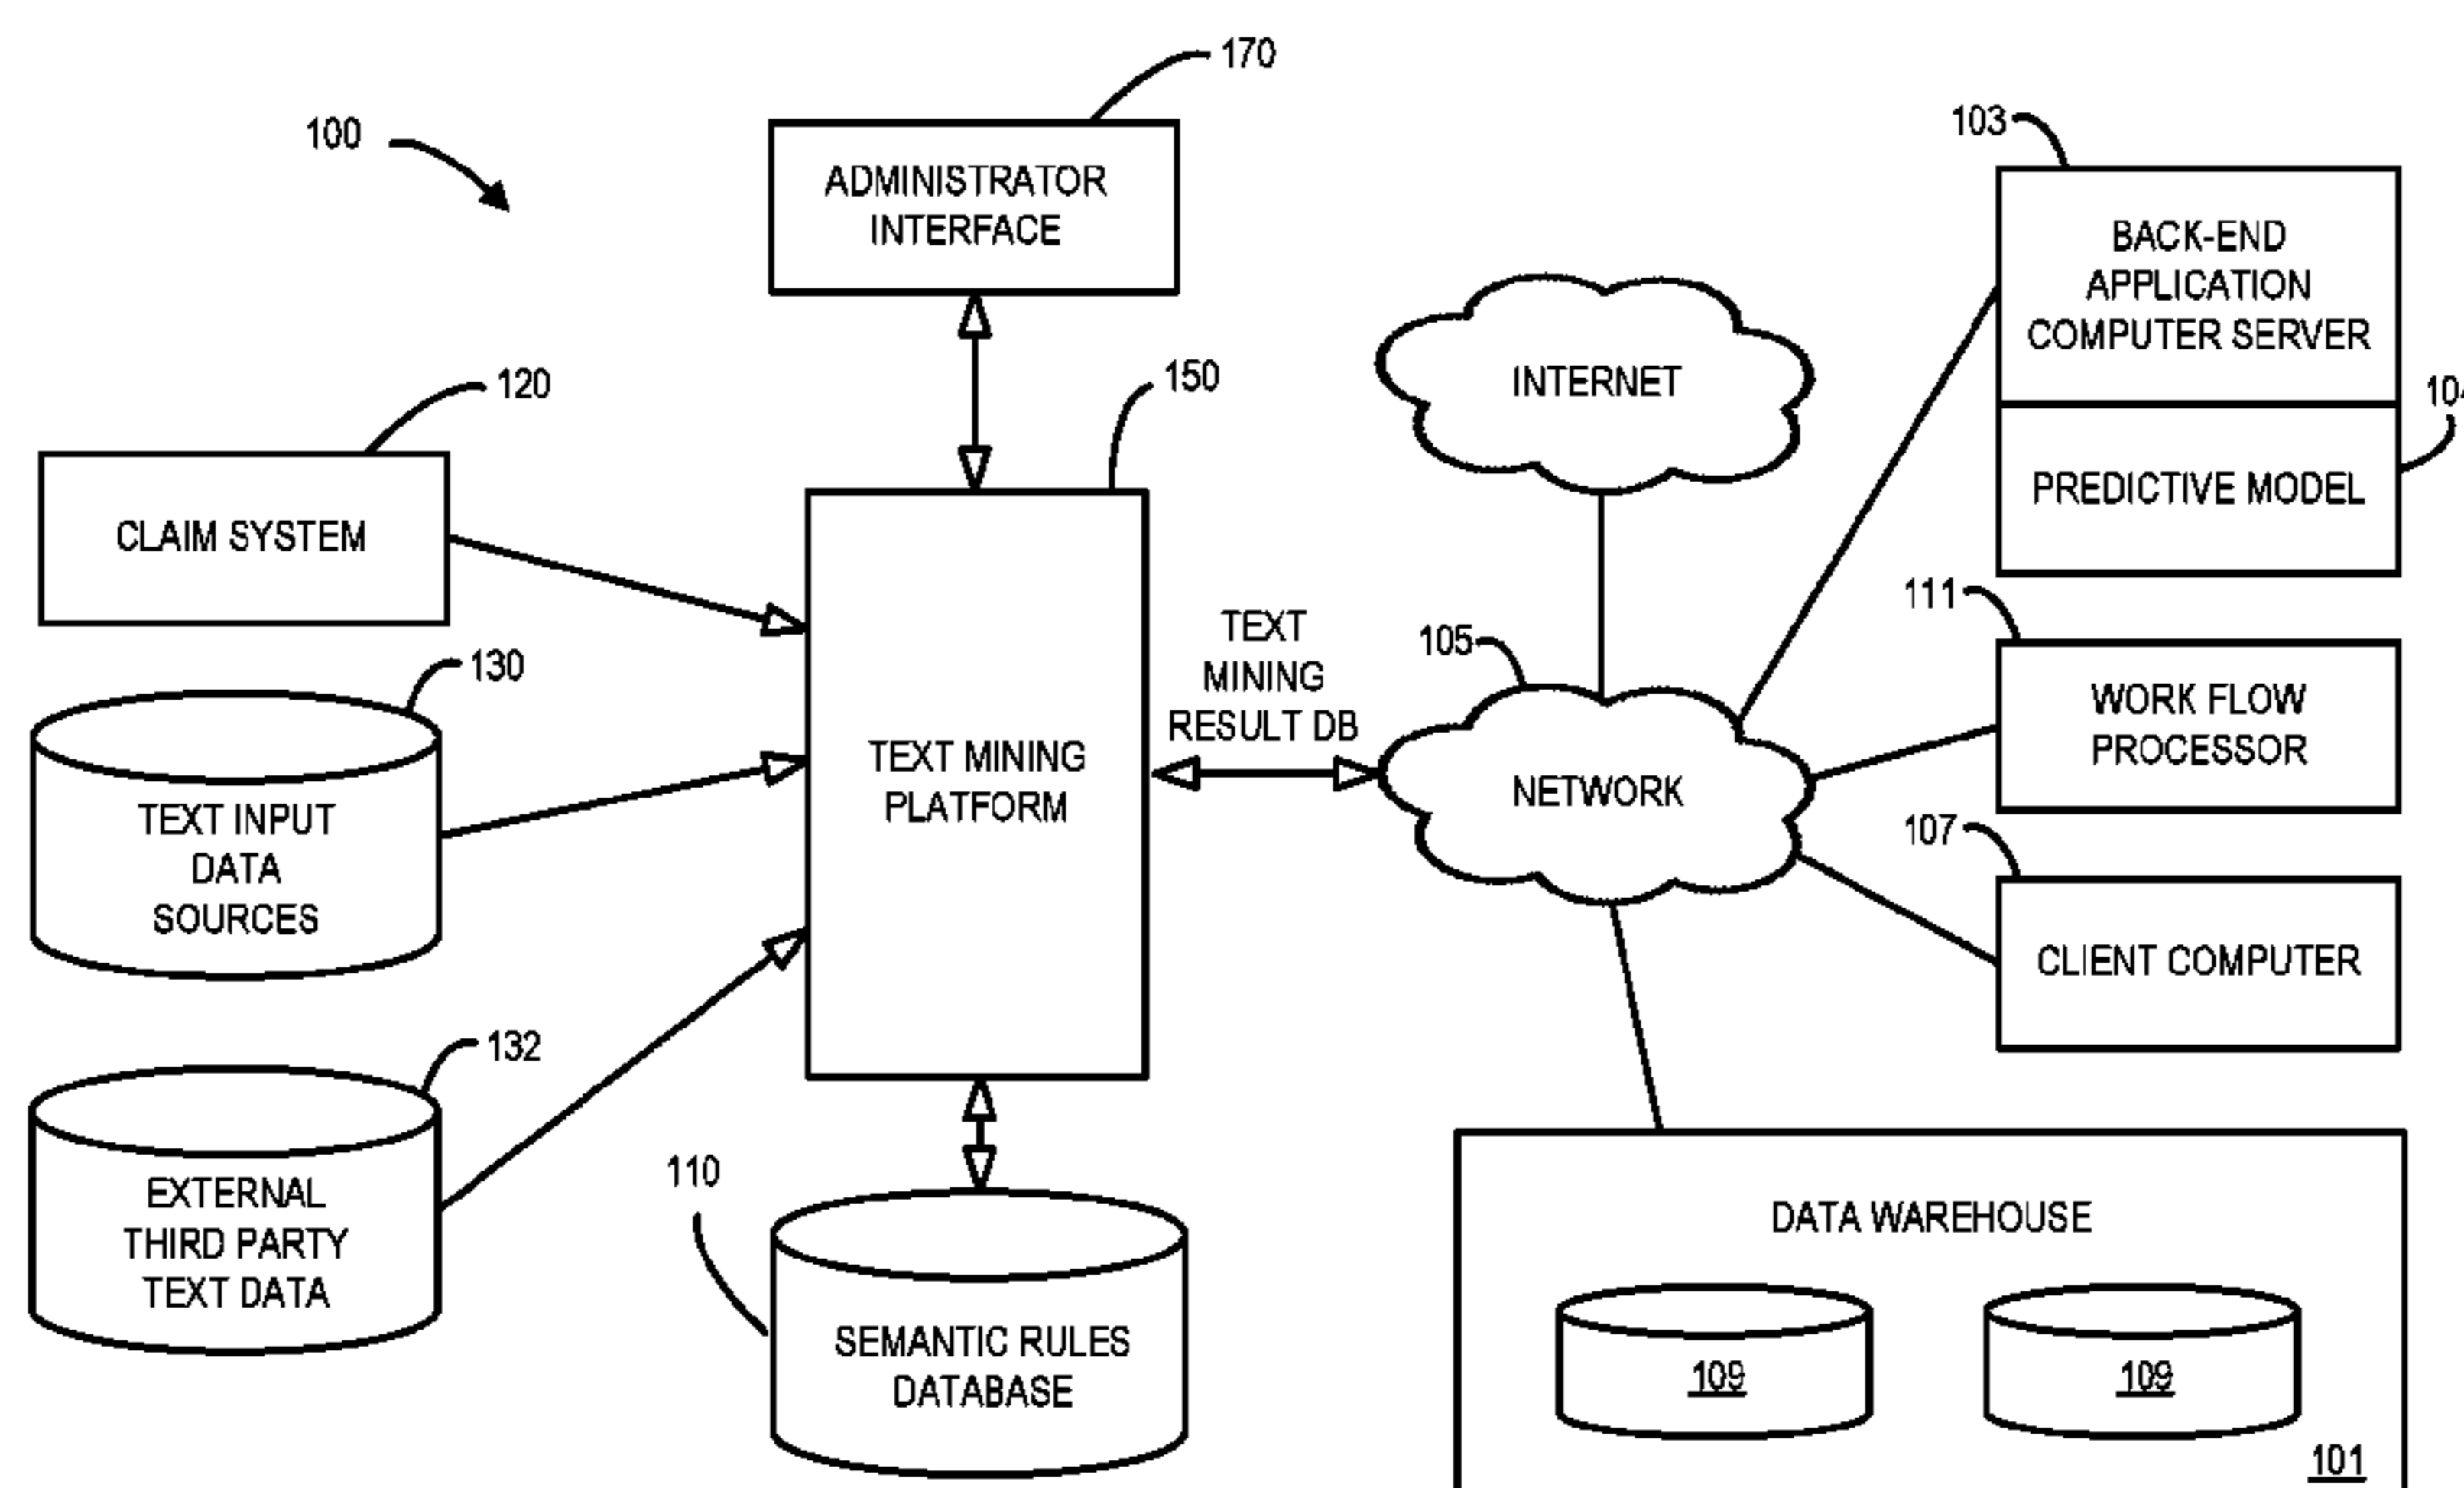 170
100
ADMINISTRATOR
INTERFACE
103
BACK-END
APPLICATION
COMPUTER SERVER
INTERNET
120
150
PREDICTIVE MODEL
CLAIM SYSTEM
111
TEXT
MINING
RESULT DB
105
130
WORK FLOW
PROCESSOR
TEXT MINING
PLATFORM
NETWORK
TEXT INPUT
DATA
SOURCES
107
CLIENT COMPUTER
132
110
EXTERNAL
THIRD PARTY
TEXT DATA
DATA WAREHOUSE
SEMANTIC RULES
DATABASE
109
109
101